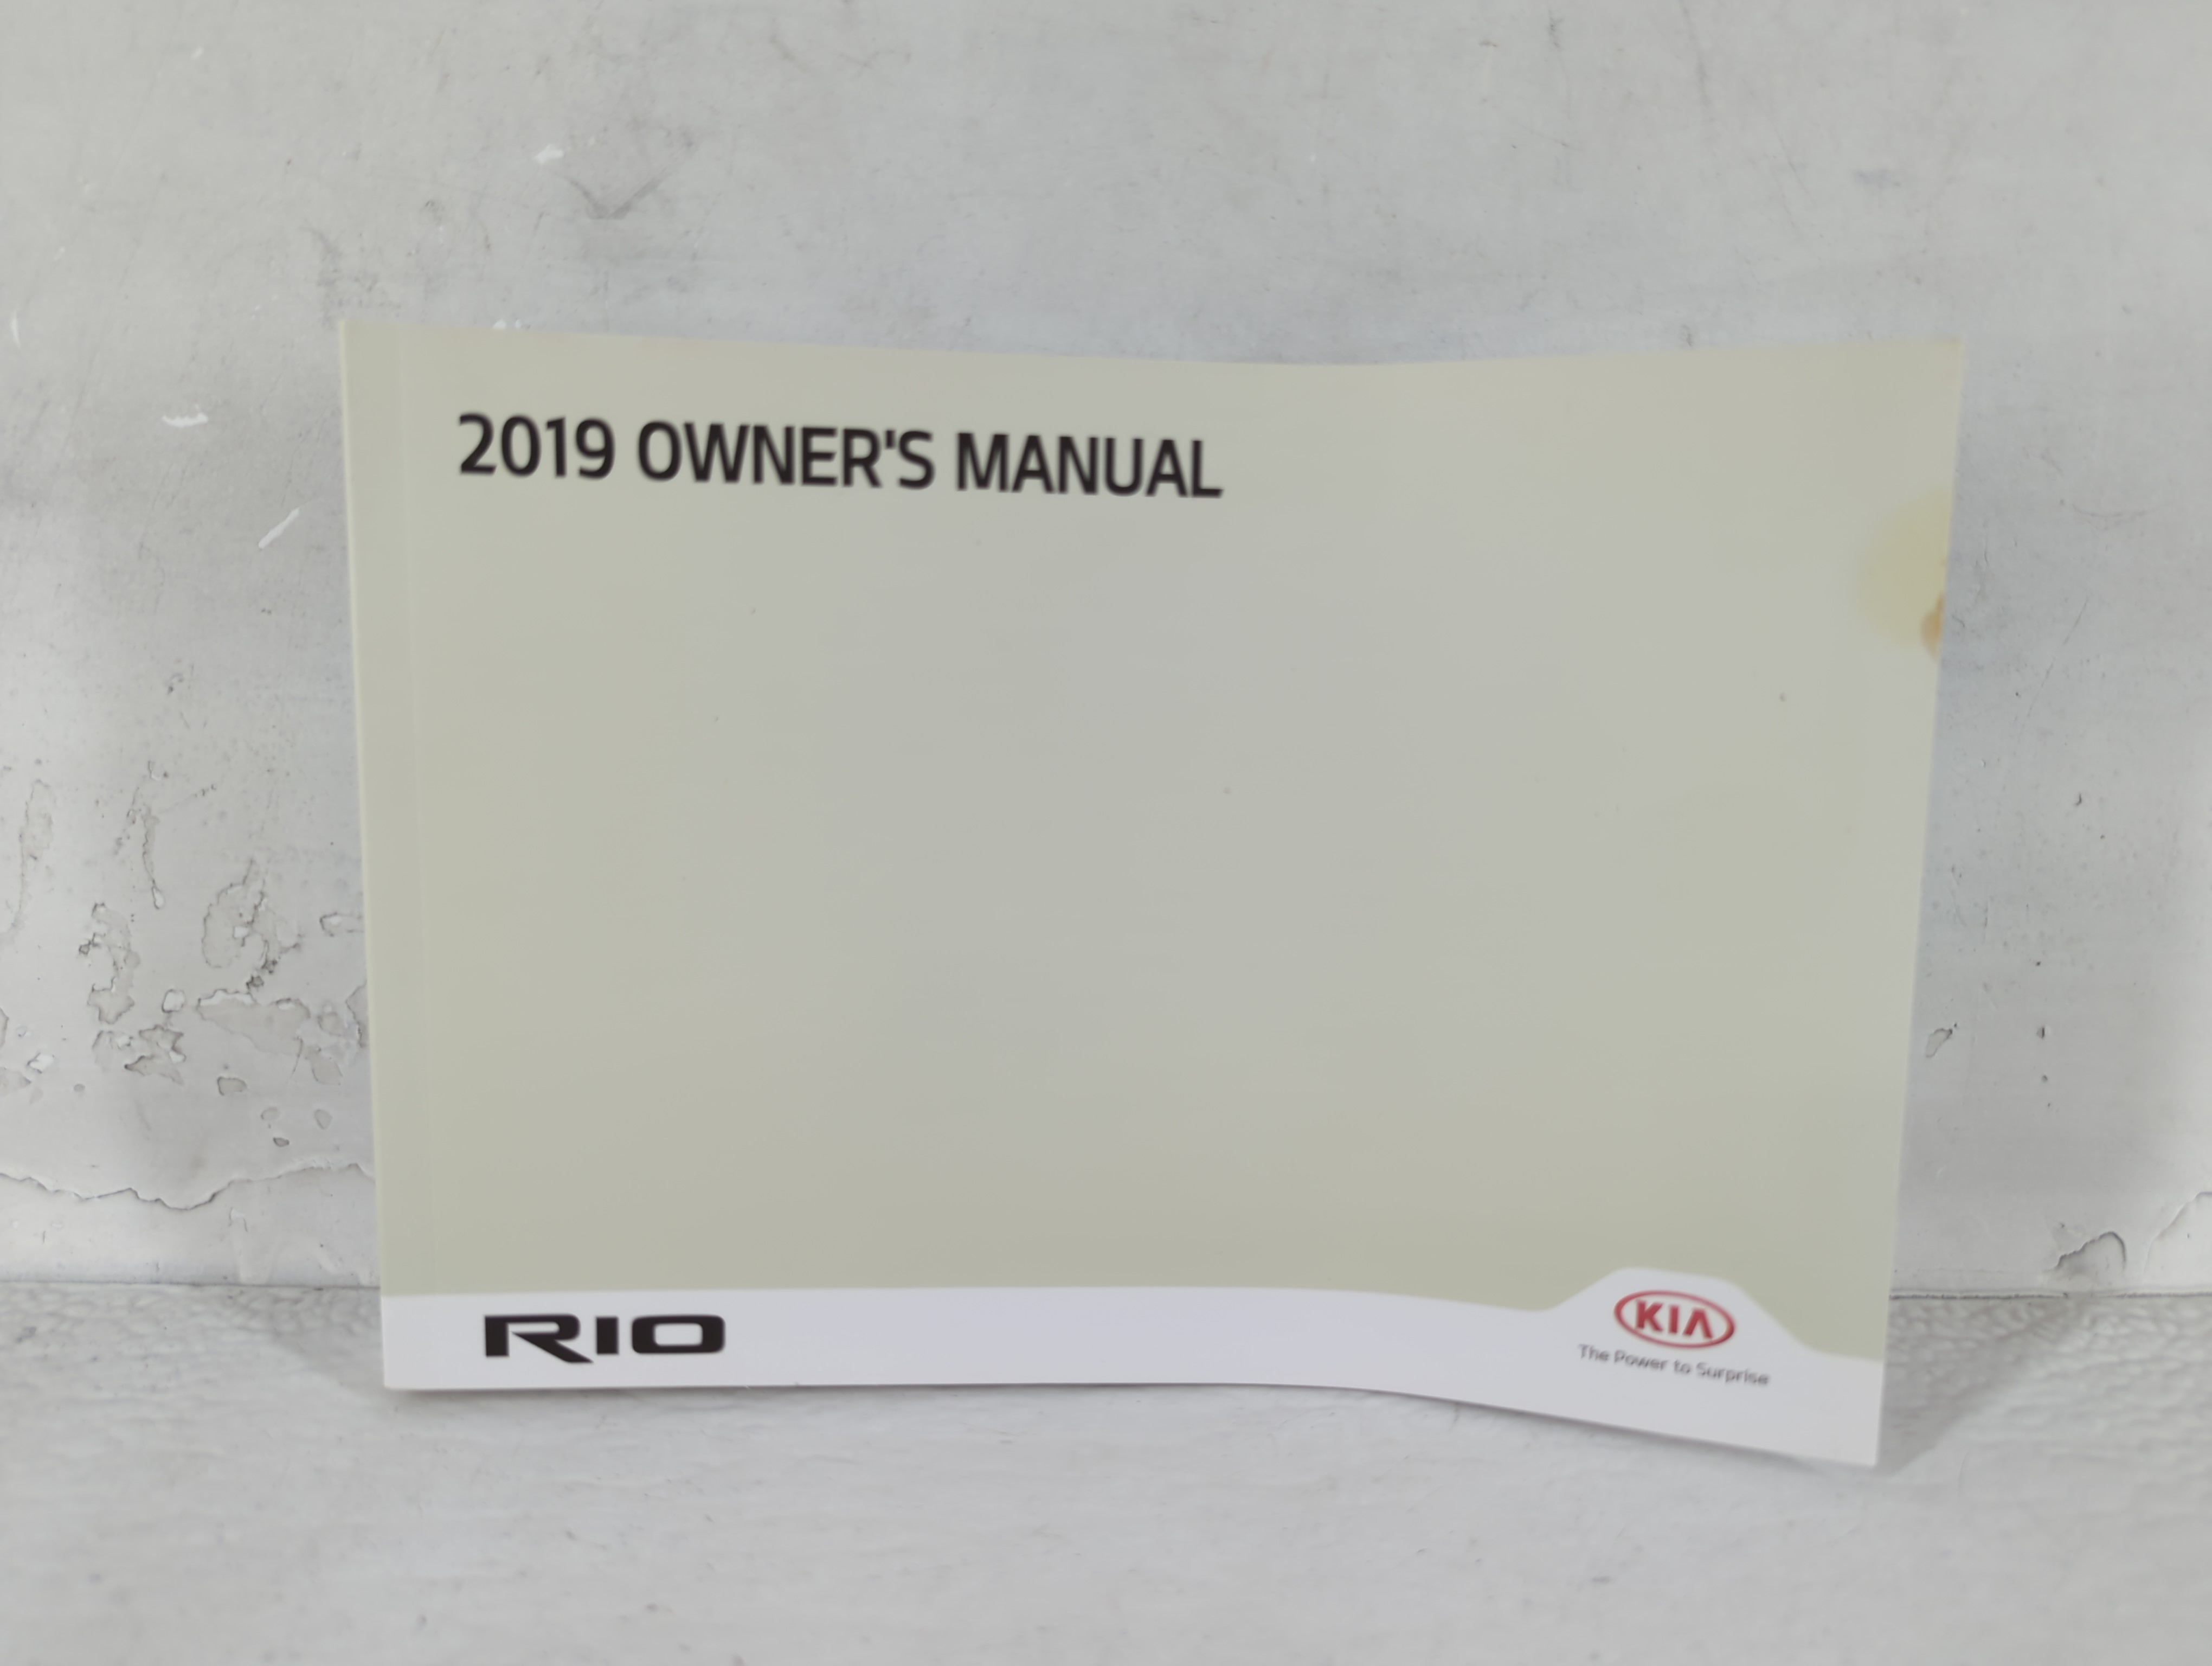 2019 OWNER'S MANUAL
RIO
KIA
The Power to Surprise